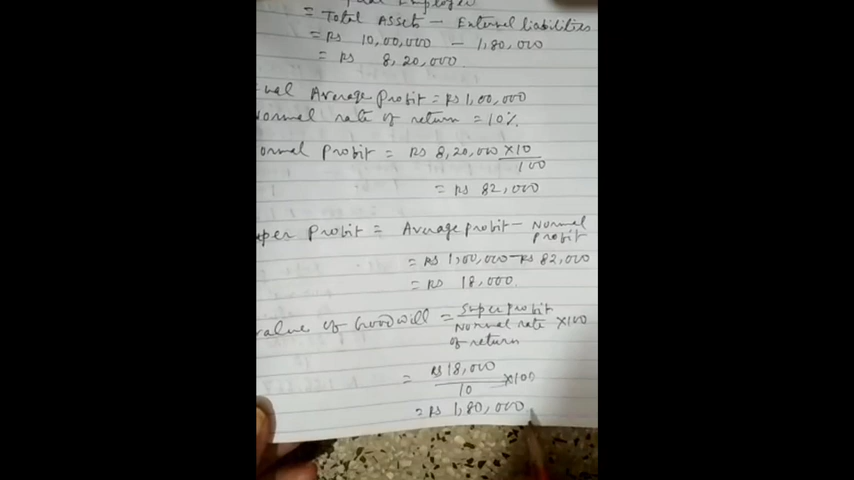 = Total Assets – External liabilities
= Rs 10,00,000 – 1,80,000
= Rs 8,20,000
Average Profit = Rs 1,00,000
ormal rate of return = 10%
ormal Profit = Rs 8,20,000 × 10
100
= Rs 82,000
uper Profit = Average profit – Normal
Profit
= Rs 1,00,000 – Rs 82,000
= Rs 18,000.
value of Goodwill = Super profit
Normal rate × 100
of return
= Rs 18,000
10 × 100
= Rs 1,80,000